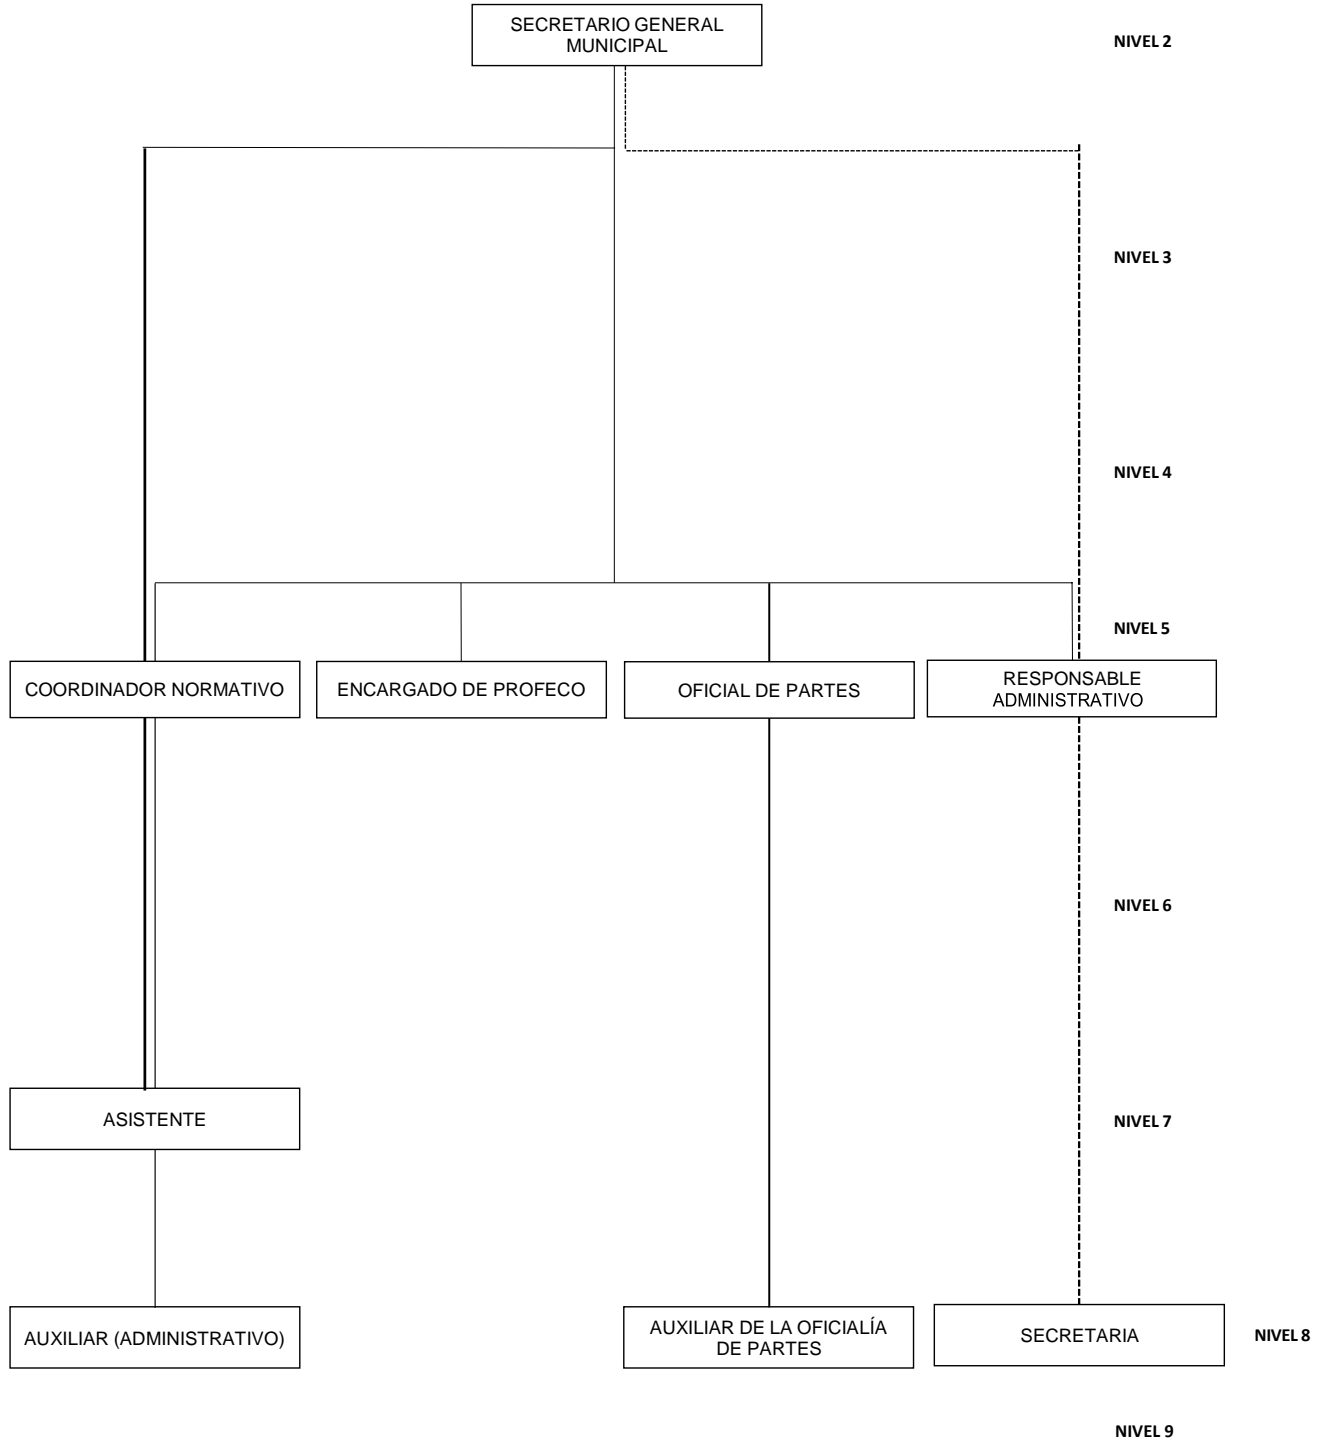 SECRETARIO GENERAL
MUNICIPAL
NIVEL 2
NIVEL 3
NIVEL 4
NIVEL 5
COORDINADOR NORMATIVO
ENCARGADO DE PROFECO
OFICIAL DE PARTES
RESPONSABLE
ADMINISTRATIVO
NIVEL 6
ASISTENTE
NIVEL 7
AUXILIAR (ADMINISTRATIVO)
AUXILIAR DE LA OFICIALÍA
DE PARTES
SECRETARIA
NIVEL 8
NIVEL 9